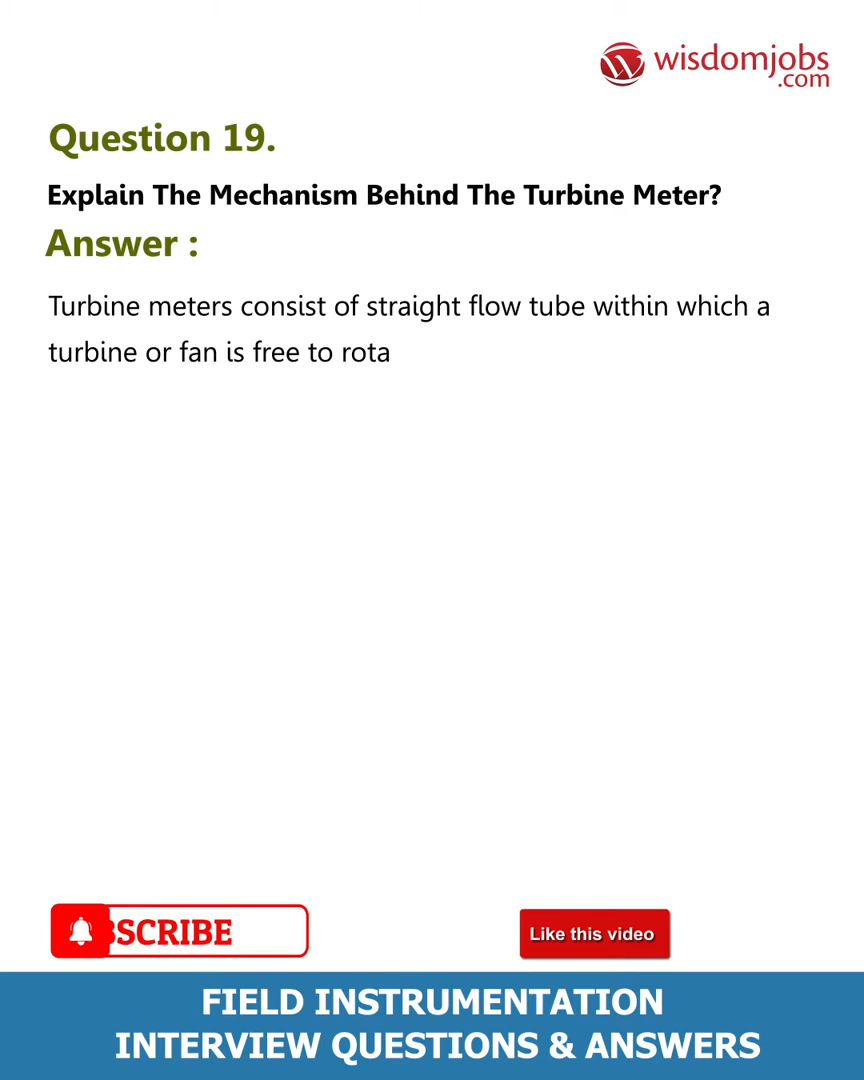 wisdomjobs
.com
Question 19.
Explain The Mechanism Behind The Turbine Meter?
Answer :
Turbine meters consist of straight flow tube within which a
turbine or fan is free to rota
SCRIBE
Like this video
FIELD INSTRUMENTATION
INTERVIEW QUESTIONS & ANSWERS